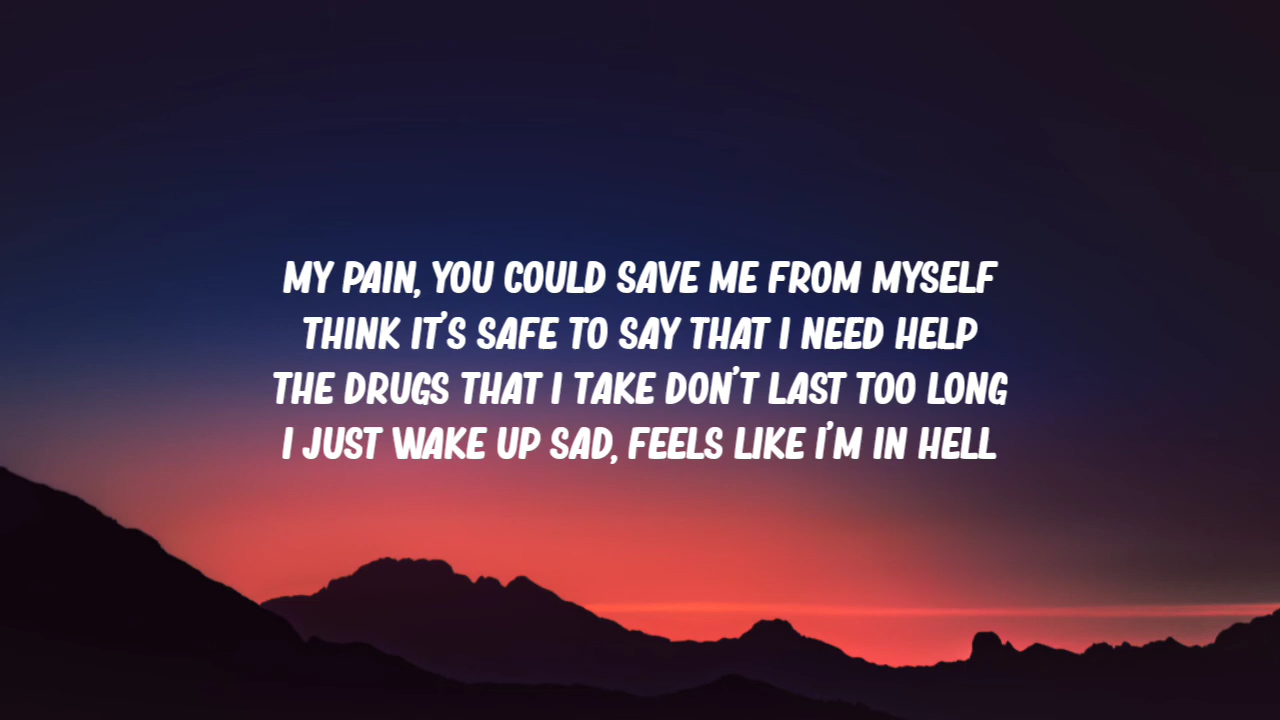 MY PAIN, YOU COULD SAVE ME FROM MYSELF
THINK IT'S SAFE TO SAY THAT I NEED HELP
THE DRUGS THAT I TAKE DON'T LAST TOO LONG
I JUST WAKE UP SAD, FEELS LIKE I'M IN HELL